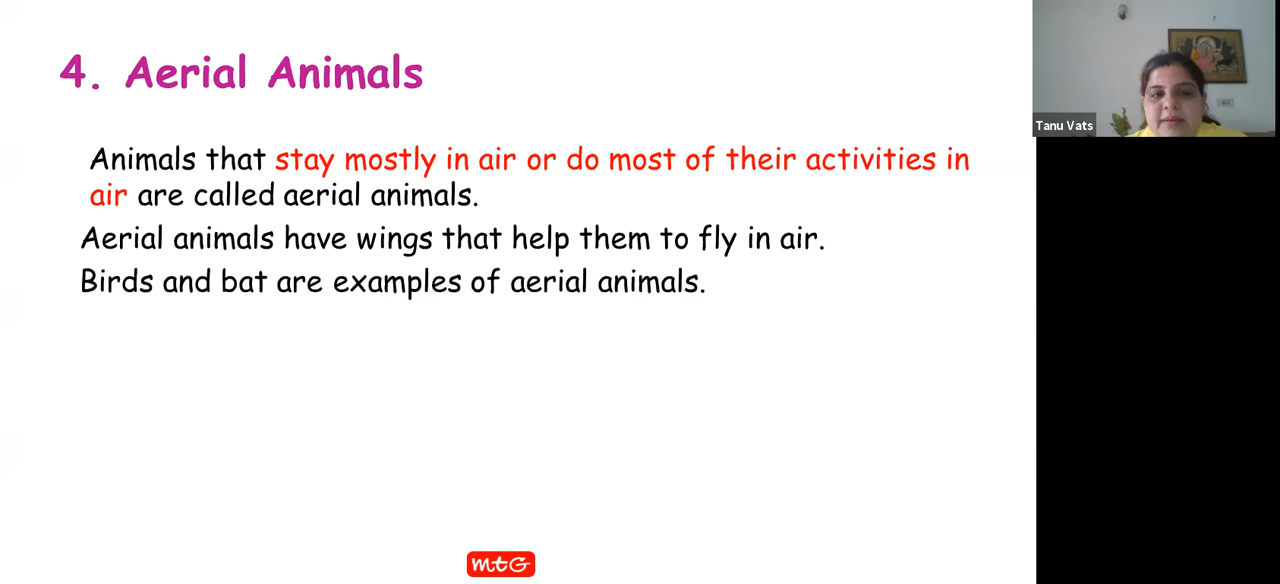 4. Aerial Animals
Animals that stay mostly in air or do most of their activities in
air are called aerial animals.
Aerial animals have wings that help them to fly in air.
Birds and bat are examples of aerial animals.
mtG
Tanu Vats